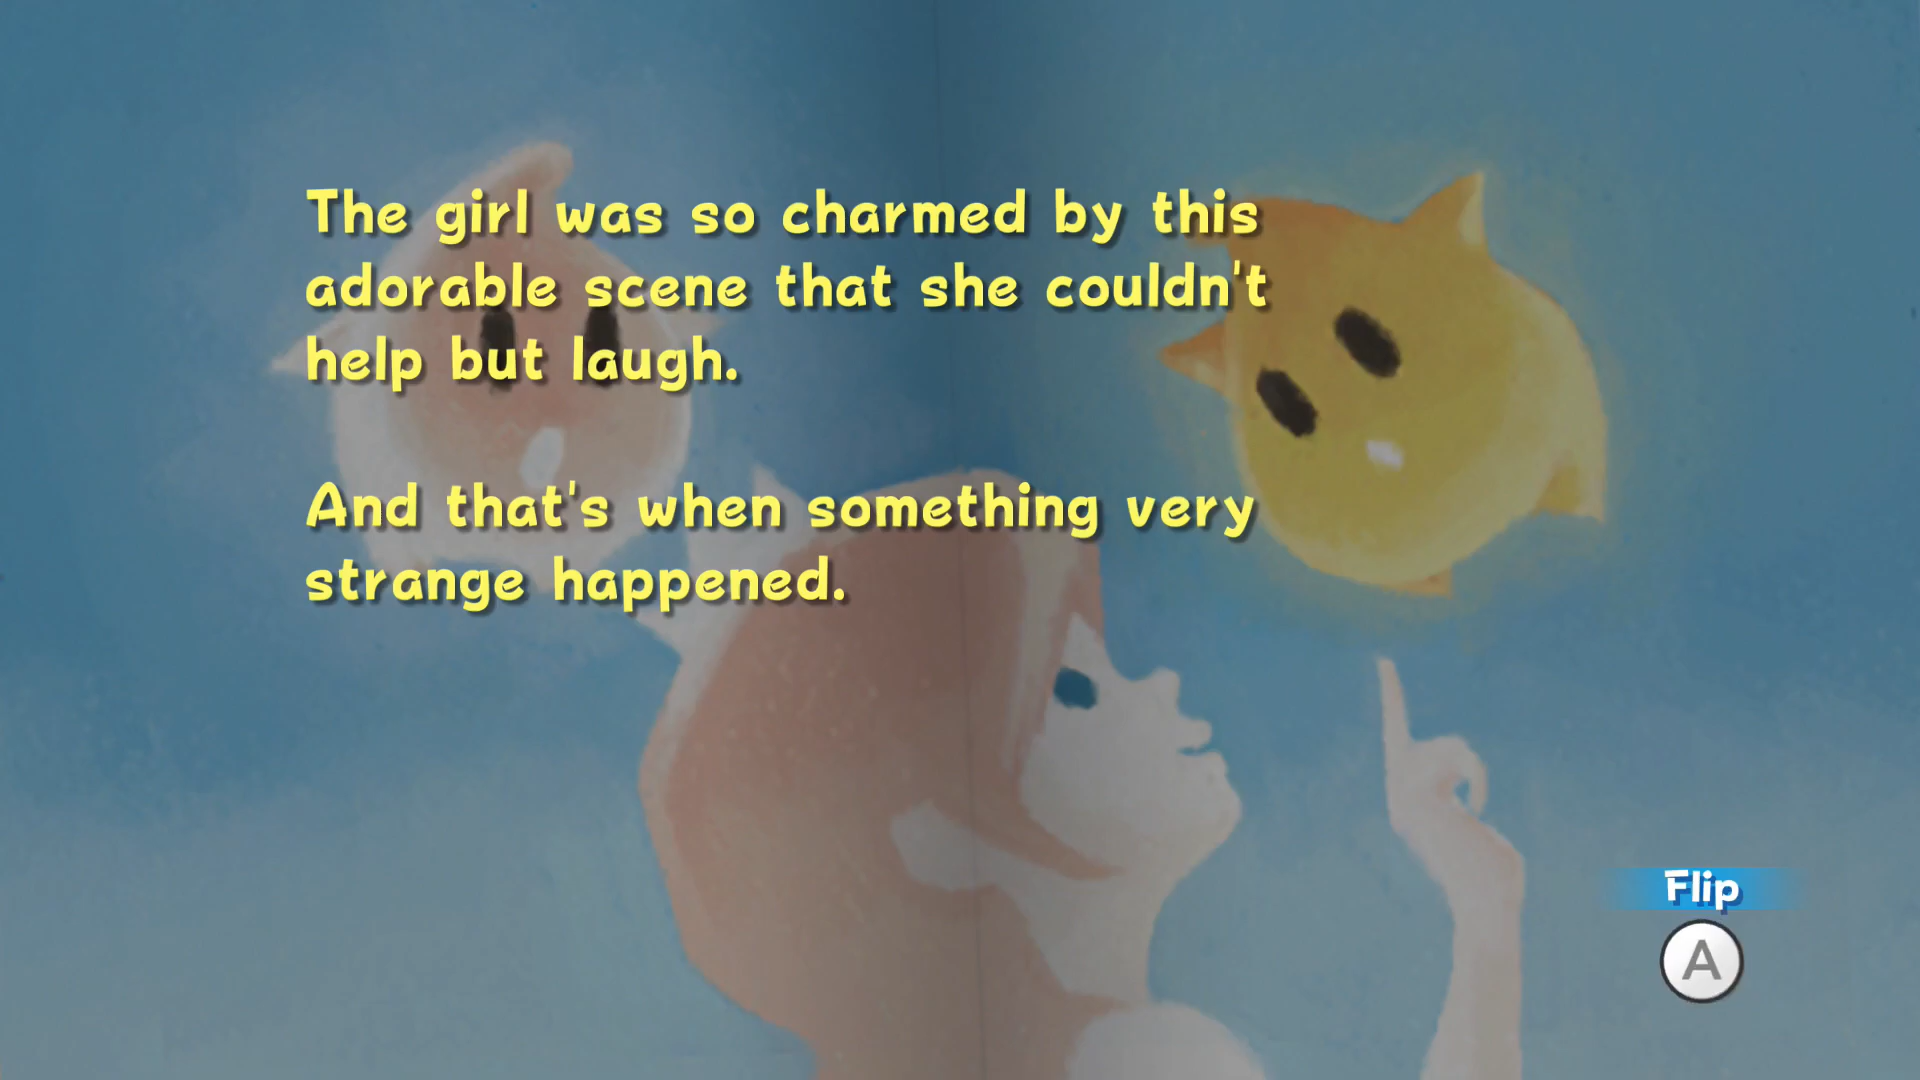 The girl was so charmed by this
adorable scene that she couldn't
help but laugh.
And that's when something very
strange happened.
Flip
A